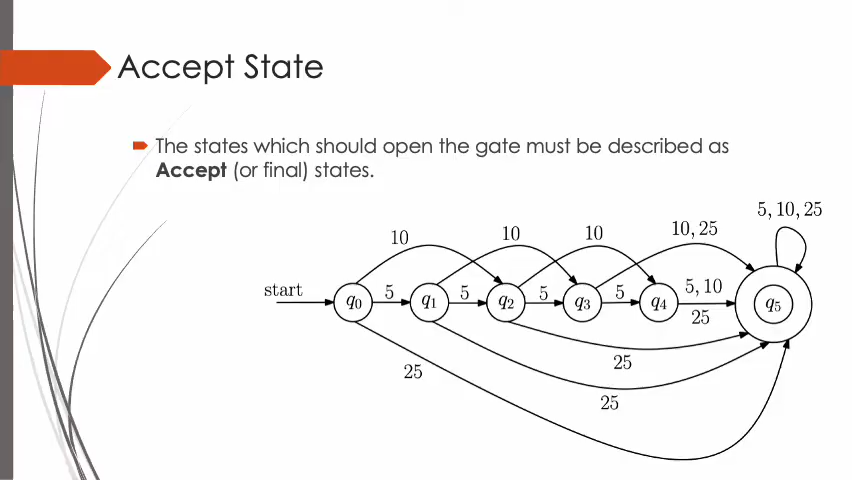 Accept State
The states which should open the gate must be described as
Accept (or final) states.
5, 10, 25
10
10
10
10, 25
start
q0
5
q1
5
q2
5
q3
5
q4
5, 10
25
q5
25
25
25